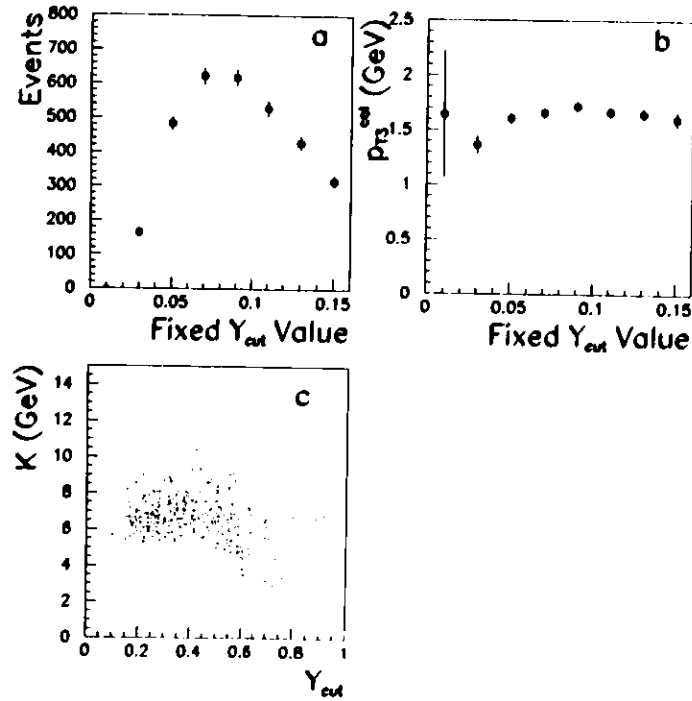 a
Events
800
700
600
500
400
300
200
100
0
0 0.05 0.1 0.15
Fixed Y_cut Value
b
p_T3^cal (GeV)
2.5
2
1.5
1
0.5
0
0 0.05 0.1 0.15
Fixed Y_cut Value
c
K (GeV)
14
12
10
8
6
4
2
0
0 0.2 0.4 0.6 0.8 1
Y_cut